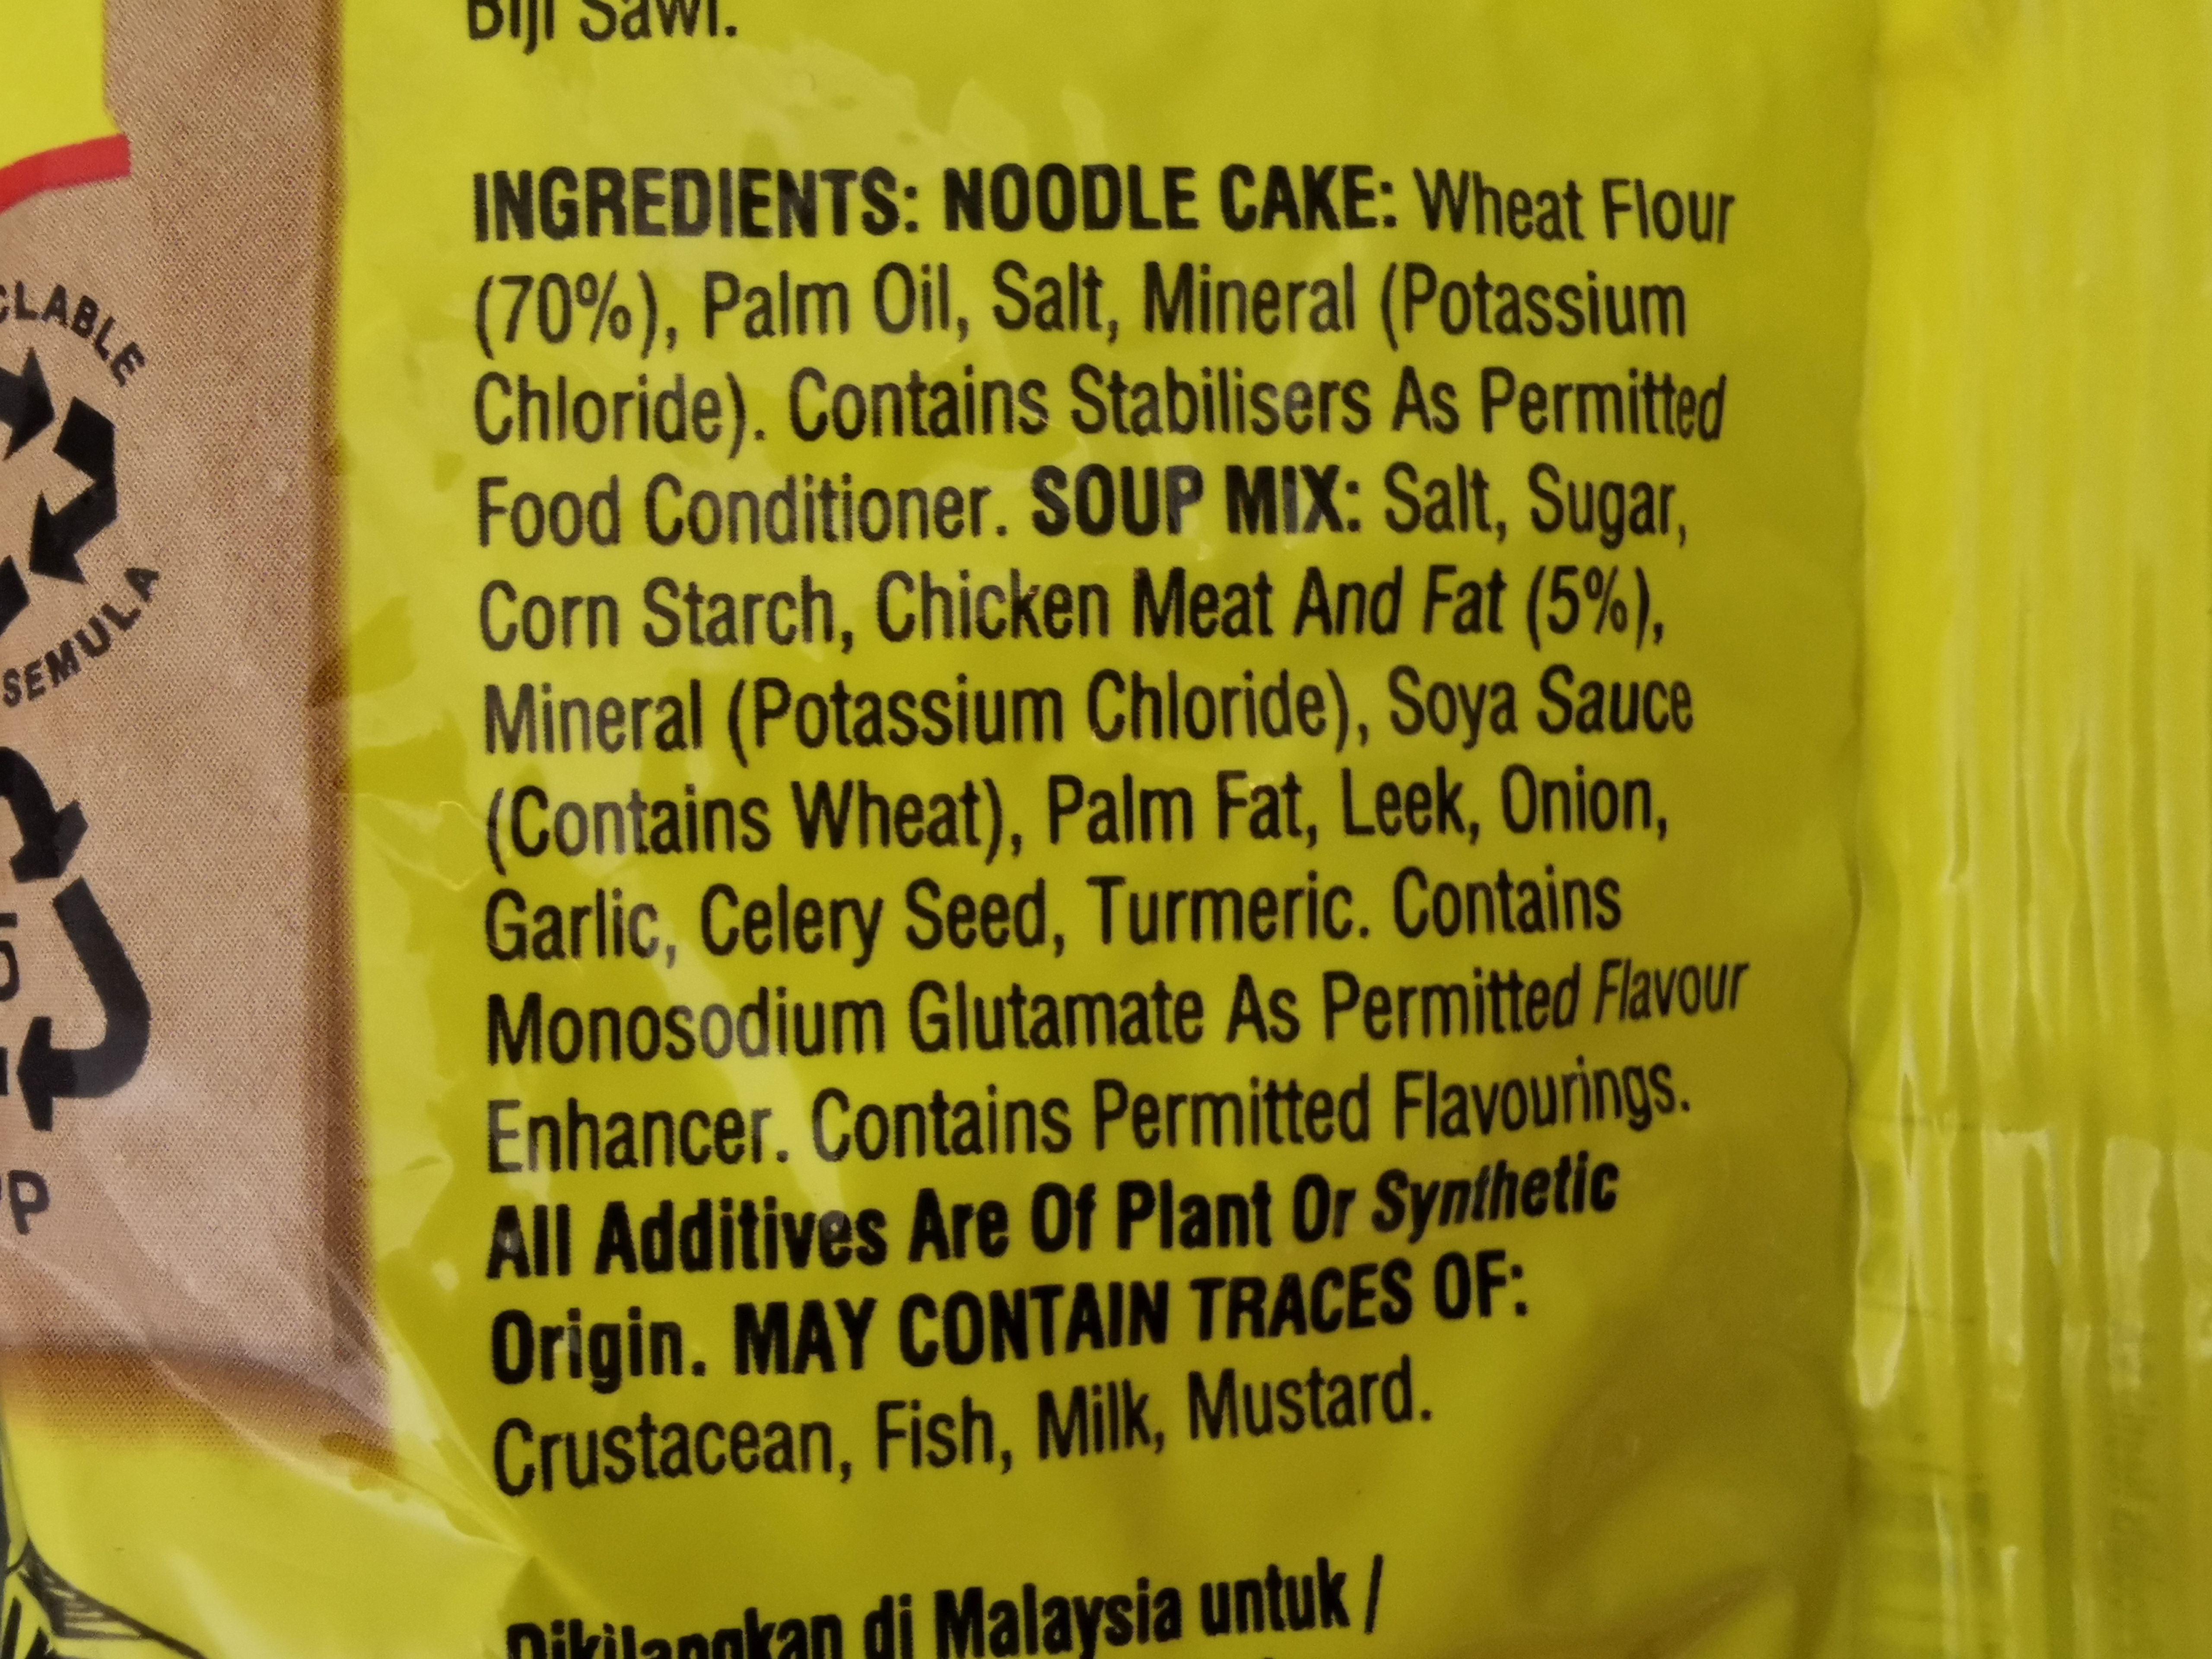 Biji Sawi.
INGREDIENTS: NOODLE CAKE: Wheat Flour
(70%), Palm Oil, Salt, Mineral (Potassium
Chloride). Contains Stabilisers As Permitted
Food Conditioner. SOUP MIX: Salt, Sugar,
Corn Starch, Chicken Meat And Fat (5%),
Mineral (Potassium Chloride), Soya Sauce
(Contains Wheat), Palm Fat, Leek, Onion,
Garlic, Celery Seed, Turmeric. Contains
Monosodium Glutamate As Permitted Flavour
Enhancer. Contains Permitted Flavourings.
All Additives Are Of Plant Or Synthetic
Origin. MAY CONTAIN TRACES OF:
Crustacean, Fish, Milk, Mustard.
Dikilangkan di Malaysia untuk /
CLABLE
SEMULA
5
P